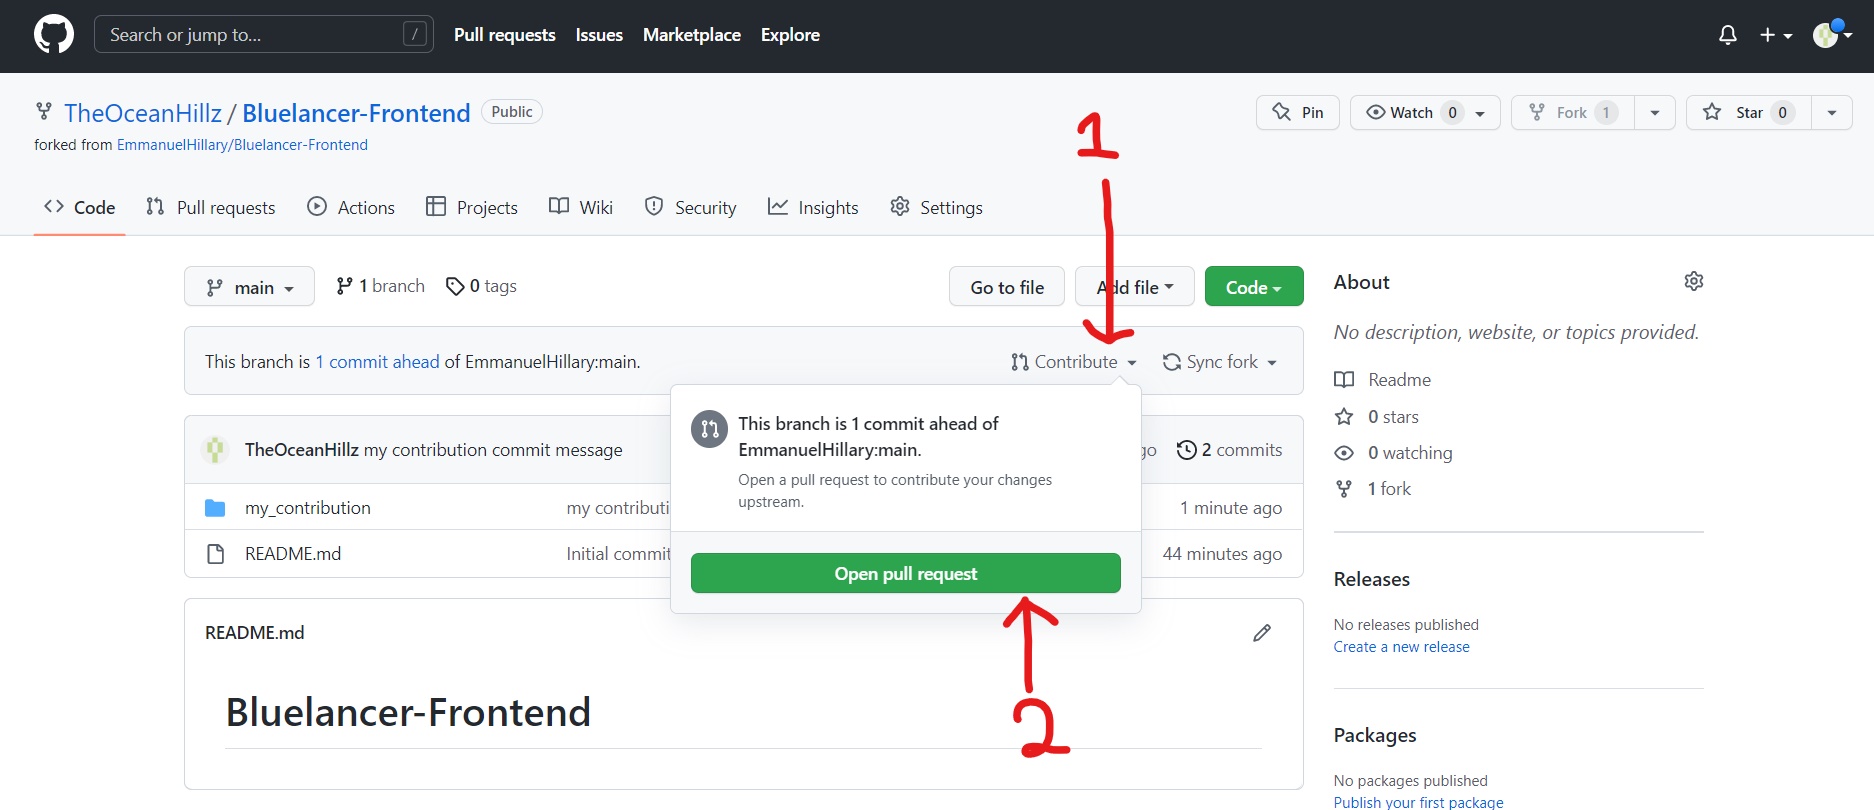 Search or jump to... / Pull requests Issues Marketplace Explore
TheOceanHillz / Bluelancer-Frontend Public
Pin Watch 0 Fork 1 Star 0
forked from EmmanuelHillary/Bluelancer-Frontend
1
Code Pull requests Actions Projects Wiki Security Insights Settings
main 1 branch 0 tags Go to file Add file Code
This branch is 1 commit ahead of EmmanuelHillary:main. Contribute Sync fork
This branch is 1 commit ahead of
EmmanuelHillary:main.
Open a pull request to contribute your changes
upstream.
Open pull request
2
TheOceanHillz my contribution commit message 2 commits
my_contribution my 1 minute ago
README.md Initial 44 minutes ago
README.md
Bluelancer-Frontend
About
No description, website, or topics provided.
Readme
0 stars
0 watching
1 fork
Releases
No releases published
Create a new release
Packages
No packages published
Publish your first package